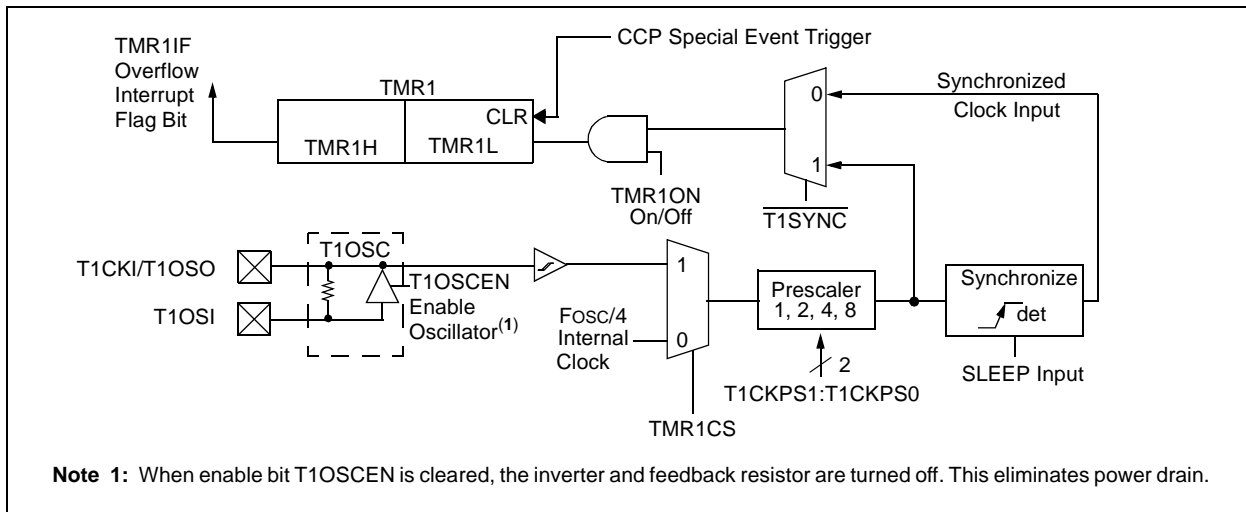 TMR1IF
Overflow
Interrupt
Flag Bit
TMR1
CCP Special Event Trigger
CLR
TMR1H
TMR1L
TMR1ON
On/Off
0
1
T1SYNC
Synchronized
Clock Input
T1CKI/T1OSO
T1OSI
T1OSC
T1OSCEN
Enable
Oscillator(1)
FOSC/4
Internal
Clock
1
0
TMR1CS
Prescaler
1, 2, 4, 8
2
T1CKPS1:T1CKPS0
Synchronize
det
SLEEP Input
Note 1: When enable bit T1OSCEN is cleared, the inverter and feedback resistor are turned off. This eliminates power drain.